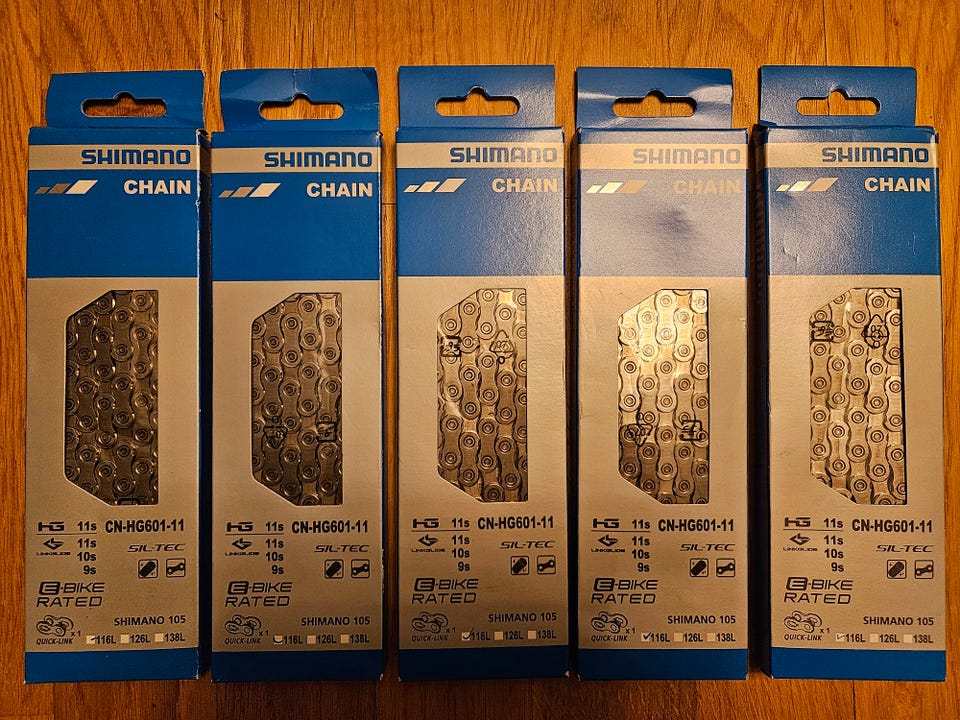 SHIMANO
CHAIN
HG 11s CN-HG601-11
LINKGLIDE 11s
10s
9s
SIL-TEC
E-BIKE
RATED
SHIMANO 105
QUICK-LINK x1
116L 126L 138L
SHIMANO
CHAIN
HG 11s CN-HG601-11
LINKGLIDE 11s
10s
9s
SIL-TEC
E-BIKE
RATED
SHIMANO 105
QUICK-LINK x1
116L 126L 138L
SHIMANO
CHAIN
HG 11s CN-HG601-11
LINKGLIDE 11s
10s
9s
SIL-TEC
E-BIKE
RATED
SHIMANO 105
QUICK-LINK x1
116L 126L 138L
SHIMANO
CHAIN
HG 11s CN-HG601-11
LINKGLIDE 11s
10s
9s
SIL-TEC
E-BIKE
RATED
SHIMANO 105
QUICK-LINK x1
116L 126L 138L
SHIMANO
CHAIN
HG 11s CN-HG601-11
LINKGLIDE 11s
10s
9s
SIL-TEC
E-BIKE
RATED
SHIMANO 105
QUICK-LINK x1
116L 126L 138L